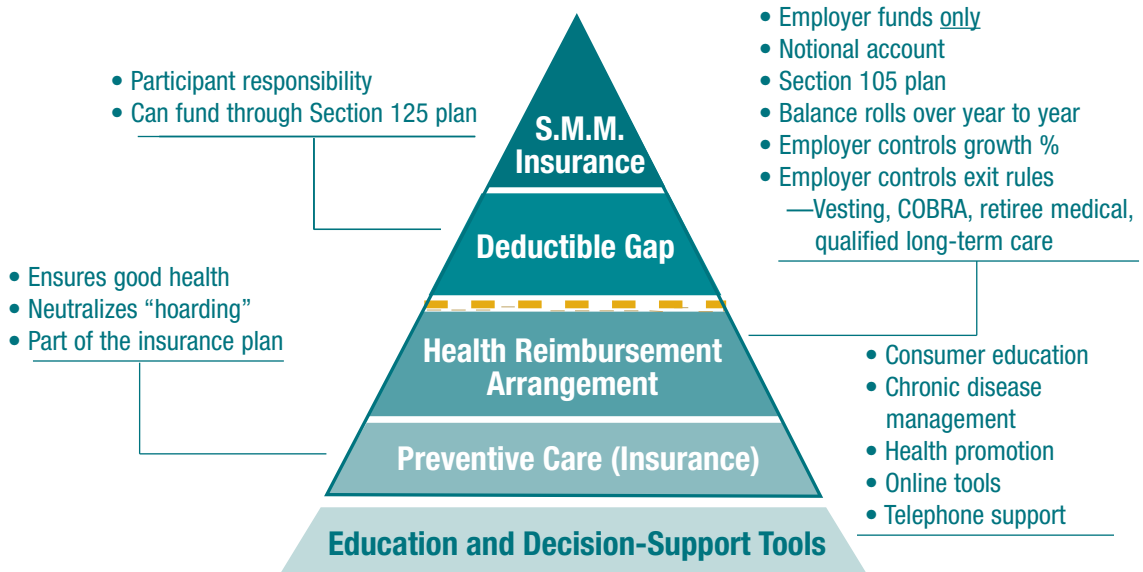 • Employer funds only
• Notional account
• Section 105 plan
• Balance rolls over year to year
• Employer controls growth %
• Employer controls exit rules
—Vesting, COBRA, retiree medical,
qualified long-term care
• Participant responsibility
• Can fund through Section 125 plan
S.M.M.
Insurance
Deductible Gap
• Ensures good health
• Neutralizes “hoarding”
• Part of the insurance plan
Health Reimbursement
Arrangement
• Consumer education
• Chronic disease
management
• Health promotion
• Online tools
• Telephone support
Preventive Care (Insurance)
Education and Decision-Support Tools